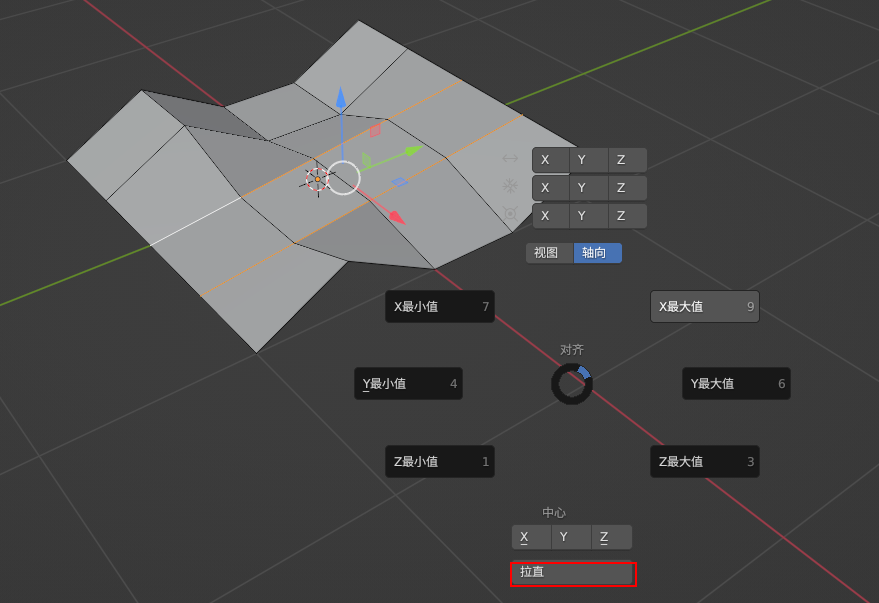 X Y Z
X Y Z
X Y Z
视图 轴向
X最小值 7
X最大值 9
对齐
Y最小值 4
Y最大值 6
Z最小值 1
Z最大值 3
中心
X Y Z
拉直